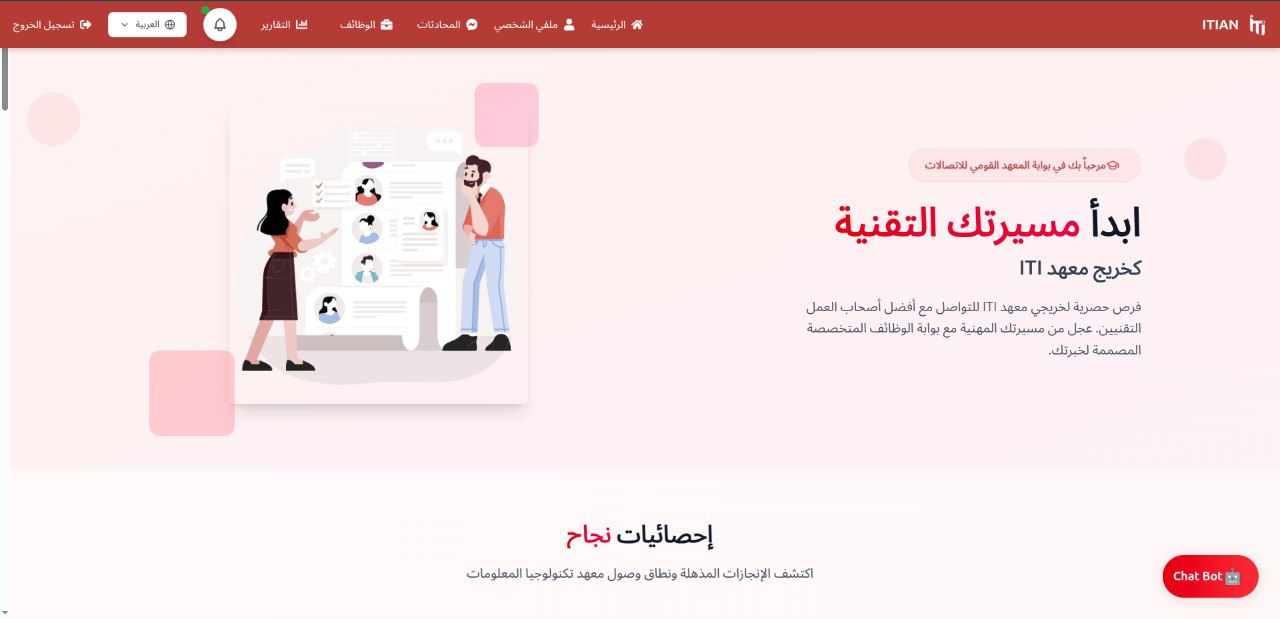 ITIAN
الرئيسية
ملفي الشخصي
المحادثات
الوظائف
التقارير
العربية
تسجيل الخروج
مرحباً بك في بوابة المعهد القومي للاتصالات
ابدأ مسيرتك التقنية
كخريج معهد ITI
فرص حصرية لخريجي معهد ITI للتواصل مع أفضل أصحاب العمل
التقنيين. عجل من مسيرتك المهنية مع بوابة الوظائف المتخصصة
المصممة لخبرتك.
إحصائيات نجاح
اكتشف الإنجازات المذهلة ونطاق وصول معهد تكنولوجيا المعلومات
Chat Bot